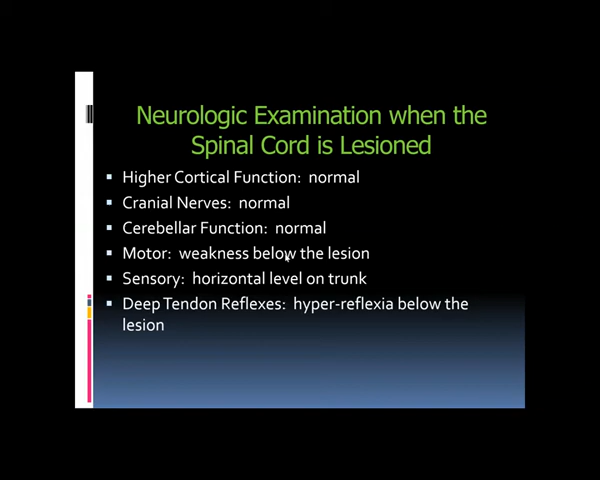 Neurologic Examination when the
Spinal Cord is Lesioned
Higher Cortical Function: normal
Cranial Nerves: normal
Cerebellar Function: normal
Motor: weakness below the lesion
Sensory: horizontal level on trunk
Deep Tendon Reflexes: hyper-reflexia below the
lesion